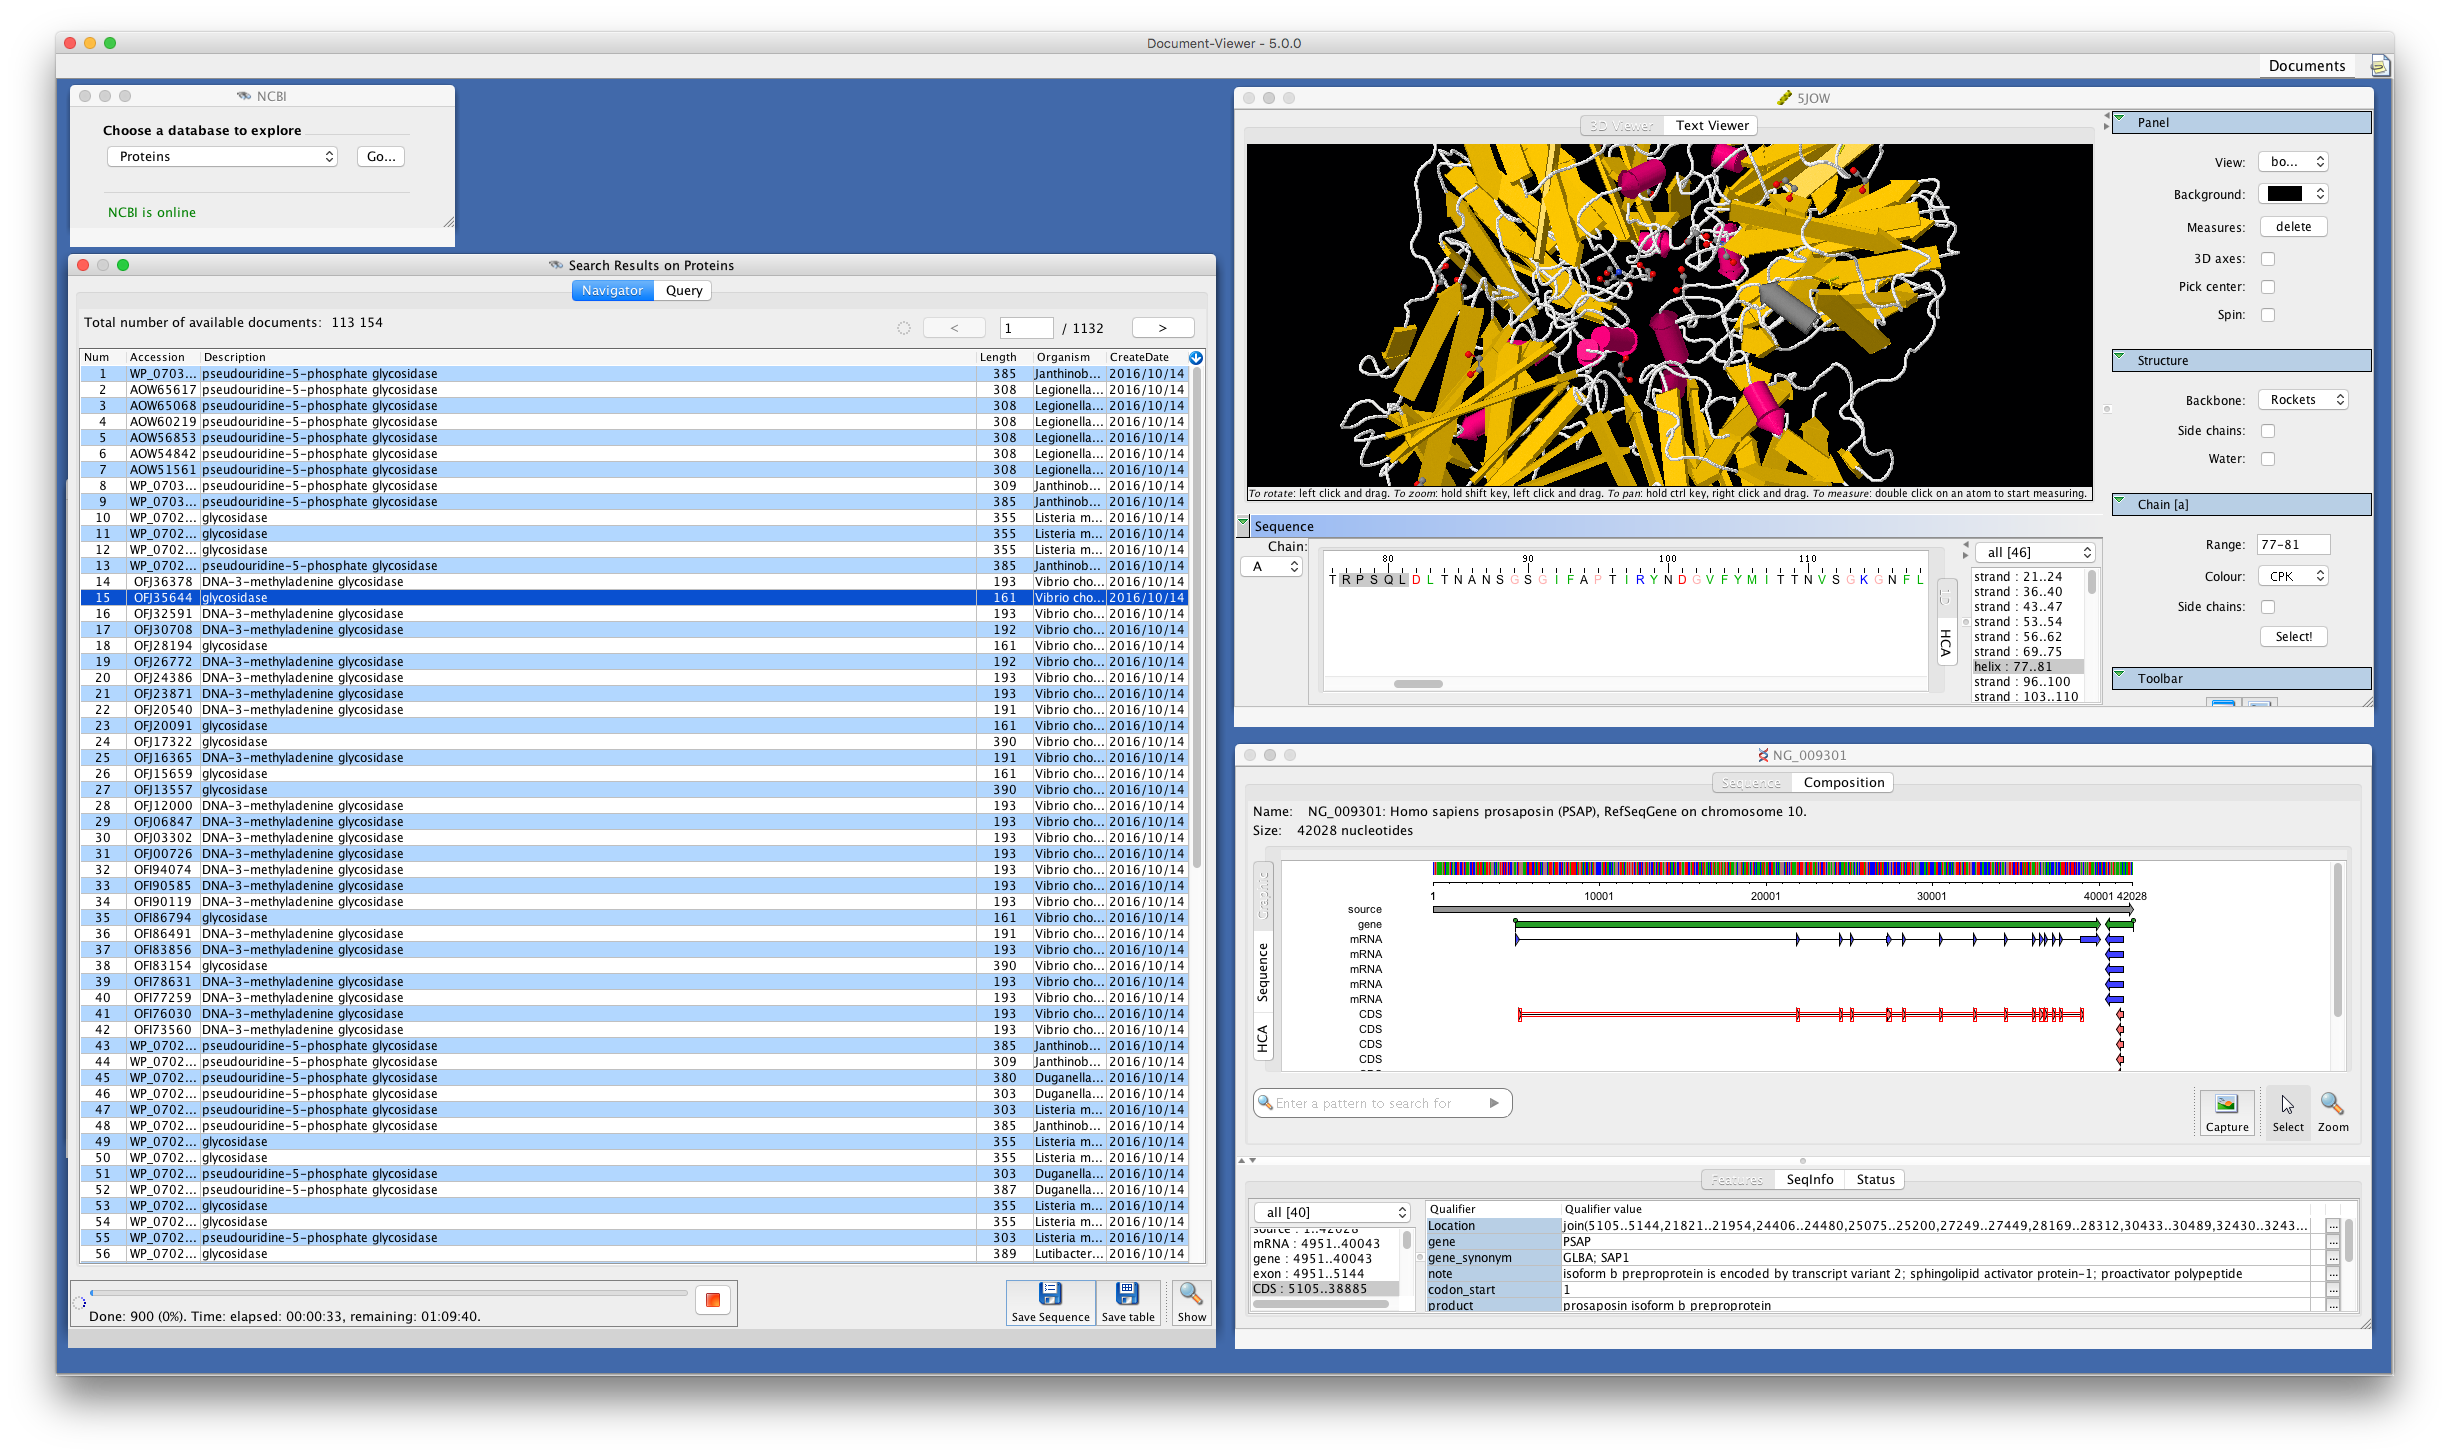 Document-Viewer - 5.0.0
Documents
NCBI
Choose a database to explore
Proteins Go...
NCBI is online
Search Results on Proteins
Navigator Query
Total number of available documents: 113 154
< 1 / 1132 >
Num Accession Description Length Organism CreateDate
1 WP_0703... pseudouridine-5-phosphate glycosidase 385 Janthinob... 2016/10/14
2 AOW65617 pseudouridine-5-phosphate glycosidase 308 Legionella... 2016/10/14
3 AOW65068 pseudouridine-5-phosphate glycosidase 308 Legionella... 2016/10/14
4 AOW60219 pseudouridine-5-phosphate glycosidase 308 Legionella... 2016/10/14
5 AOW56853 pseudouridine-5-phosphate glycosidase 308 Legionella... 2016/10/14
6 AOW54842 pseudouridine-5-phosphate glycosidase 308 Legionella... 2016/10/14
7 AOW51561 pseudouridine-5-phosphate glycosidase 308 Legionella... 2016/10/14
8 WP_0703... pseudouridine-5-phosphate glycosidase 309 Janthinob... 2016/10/14
9 WP_0703... pseudouridine-5-phosphate glycosidase 385 Janthinob... 2016/10/14
10 WP_0702... glycosidase 355 Listeria m... 2016/10/14
11 WP_0702... glycosidase 355 Listeria m... 2016/10/14
12 WP_0702... glycosidase 355 Listeria m... 2016/10/14
13 WP_0702... pseudouridine-5-phosphate glycosidase 385 Janthinob... 2016/10/14
14 OFJ36378 DNA-3-methyladenine glycosidase 193 Vibrio cho... 2016/10/14
15 OFJ35644 glycosidase 161 Vibrio cho... 2016/10/14
16 OFJ32591 DNA-3-methyladenine glycosidase 193 Vibrio cho... 2016/10/14
17 OFJ30708 DNA-3-methyladenine glycosidase 192 Vibrio cho... 2016/10/14
18 OFJ28194 glycosidase 161 Vibrio cho... 2016/10/14
19 OFJ26772 DNA-3-methyladenine glycosidase 192 Vibrio cho... 2016/10/14
20 OFJ24386 DNA-3-methyladenine glycosidase 193 Vibrio cho... 2016/10/14
21 OFJ23871 DNA-3-methyladenine glycosidase 193 Vibrio cho... 2016/10/14
22 OFJ20540 DNA-3-methyladenine glycosidase 191 Vibrio cho... 2016/10/14
23 OFJ20091 glycosidase 161 Vibrio cho... 2016/10/14
24 OFJ17322 glycosidase 390 Vibrio cho... 2016/10/14
25 OFJ16365 DNA-3-methyladenine glycosidase 191 Vibrio cho... 2016/10/14
26 OFJ15659 glycosidase 161 Vibrio cho... 2016/10/14
27 OFJ13557 glycosidase 390 Vibrio cho... 2016/10/14
28 OFJ12000 DNA-3-methyladenine glycosidase 193 Vibrio cho... 2016/10/14
29 OFJ06847 DNA-3-methyladenine glycosidase 193 Vibrio cho... 2016/10/14
30 OFJ03302 DNA-3-methyladenine glycosidase 193 Vibrio cho... 2016/10/14
31 OFJ00726 DNA-3-methyladenine glycosidase 193 Vibrio cho... 2016/10/14
32 OFI94074 DNA-3-methyladenine glycosidase 193 Vibrio cho... 2016/10/14
33 OFI90585 DNA-3-methyladenine glycosidase 193 Vibrio cho... 2016/10/14
34 OFI90119 DNA-3-methyladenine glycosidase 193 Vibrio cho... 2016/10/14
35 OFI86794 glycosidase 161 Vibrio cho... 2016/10/14
36 OFI86491 DNA-3-methyladenine glycosidase 191 Vibrio cho... 2016/10/14
37 OFI83856 DNA-3-methyladenine glycosidase 193 Vibrio cho... 2016/10/14
38 OFI83154 glycosidase 390 Vibrio cho... 2016/10/14
39 OFI78631 DNA-3-methyladenine glycosidase 193 Vibrio cho... 2016/10/14
40 OFI77259 DNA-3-methyladenine glycosidase 193 Vibrio cho... 2016/10/14
41 OFI76030 DNA-3-methyladenine glycosidase 193 Vibrio cho... 2016/10/14
42 OFI73560 DNA-3-methyladenine glycosidase 193 Vibrio cho... 2016/10/14
43 WP_0702... pseudouridine-5-phosphate glycosidase 385 Janthinob... 2016/10/14
44 WP_0702... pseudouridine-5-phosphate glycosidase 309 Janthinob... 2016/10/14
45 WP_0702... pseudouridine-5-phosphate glycosidase 380 Duganella... 2016/10/14
46 WP_0702... pseudouridine-5-phosphate glycosidase 303 Duganella... 2016/10/14
47 WP_0702... pseudouridine-5-phosphate glycosidase 303 Listeria m... 2016/10/14
48 WP_0702... pseudouridine-5-phosphate glycosidase 385 Janthinob... 2016/10/14
49 WP_0702... glycosidase 355 Listeria m... 2016/10/14
50 WP_0702... glycosidase 355 Listeria m... 2016/10/14
51 WP_0702... pseudouridine-5-phosphate glycosidase 303 Duganella... 2016/10/14
52 WP_0702... pseudouridine-5-phosphate glycosidase 387 Duganella... 2016/10/14
53 WP_0702... glycosidase 355 Listeria m... 2016/10/14
54 WP_0702... glycosidase 355 Listeria m... 2016/10/14
55 WP_0702... pseudouridine-5-phosphate glycosidase 303 Listeria m... 2016/10/14
56 WP_0702... glycosidase 389 Lutibacter... 2016/10/14
Done: 900 (0%). Time: elapsed: 00:00:33, remaining: 01:09:40.
Save Sequence Save table Show
5JOW
3D Viewer Text Viewer
To rotate: left click and drag. To zoom: hold shift key, left click and drag. To pan: hold ctrl key, right click and drag. To measure: double click on an atom to start measuring.
Sequence
Chain:
A
80 90 100 110
TRPSQLDLTNANSGSGIFAPTIRYNDGVFYMITTNVSGKGNFL
1D
HCA
all [46]
strand : 21..24
strand : 36..40
strand : 43..47
strand : 53..54
strand : 56..62
strand : 69..75
helix : 77..81
strand : 96..100
strand : 103..110
Panel
View: bo...
Background:
Measures: delete
3D axes:
Pick center:
Spin:
Structure
Backbone: Rockets
Side chains:
Water:
Chain [a]
Range: 77-81
Colour: CPK
Side chains:
Select!
Toolbar
NG_009301
Sequence Composition
Name: NG_009301: Homo sapiens prosaposin (PSAP), RefSeqGene on chromosome 10.
Size: 42028 nucleotides
Graphic
Sequence
HCA
1 10001 20001 30001 40001 42028
source
gene
mRNA
mRNA
mRNA
mRNA
mRNA
CDS
CDS
CDS
CDS
Enter a pattern to search for
Capture Select Zoom
Features SeqInfo Status
all [40]
source : 1..42028
mRNA : 4951..40043
gene : 4951..40043
exon : 4951..5144
CDS : 5105..38885
Qualifier Qualifier value
Location join(5105..5144,21821..21954,24406..24480,25075..25200,27249..27449,28169..28312,30433..30489,32430..3243... ...
gene PSAP ...
gene_synonym GLBA; SAP1 ...
note isoform b preproprotein is encoded by transcript variant 2; sphingolipid activator protein-1; proactivator polypeptide ...
codon_start 1 ...
product prosaposin isoform b preproprotein ...